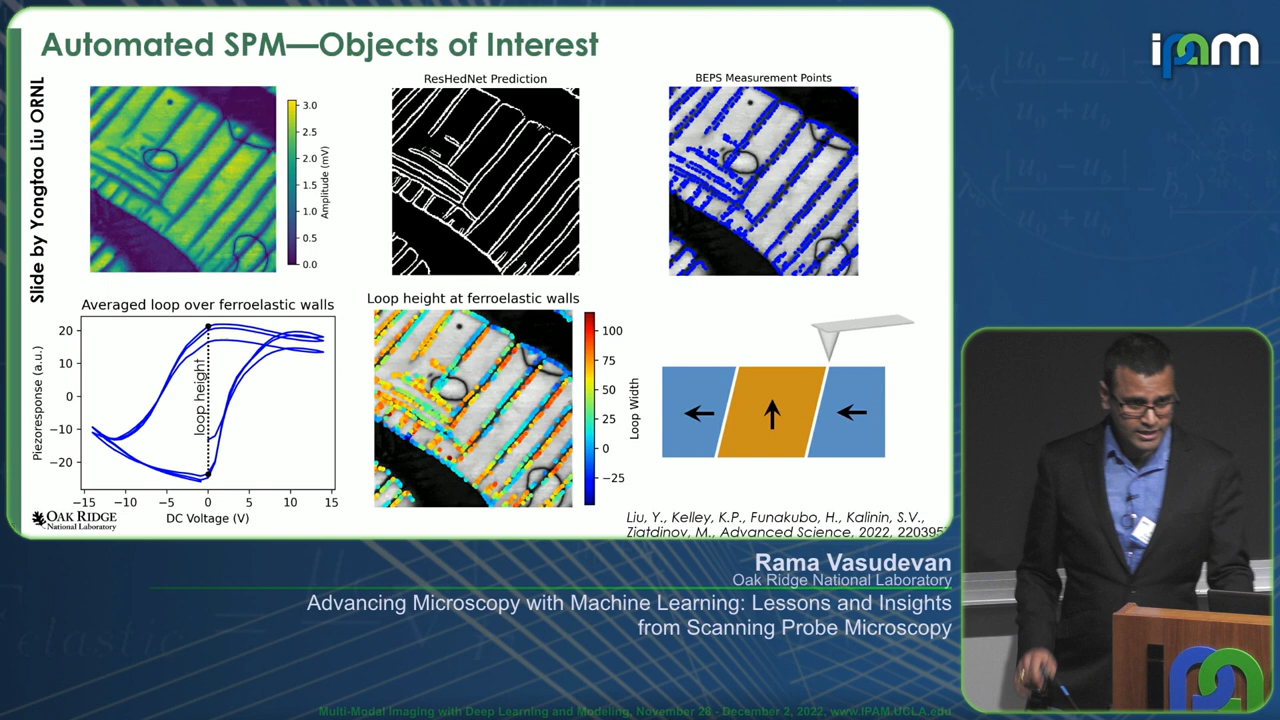 Automated SPM—Objects of Interest
ipam
Slide by Yongtao Liu ORNL
ResHedNet Prediction
BEPS Measurement Points
3.0
2.5
2.0
1.5
1.0
0.5
0.0
Amplitude (mV)
Averaged loop over ferroelastic walls
Loop height at ferroelastic walls
20
10
0
−10
−20
Piezoresponse (a.u.)
loop height
−15 −10 −5 0 5 10 15
DC Voltage (V)
100
75
50
25
0
−25
Loop Width
OAK RIDGE
National Laboratory
Liu, Y., Kelley, K.P., Funakubo, H., Kalinin, S.V.,
Ziatdinov, M., Advanced Science, 2022, 220395
Rama Vasudevan
Oak Ridge National Laboratory
Advancing Microscopy with Machine Learning: Lessons and Insights
from Scanning Probe Microscopy
Multi-Modal Imaging with Deep Learning and Modeling, November 28 - December 2, 2022, www.IPAM.UCLA.edu